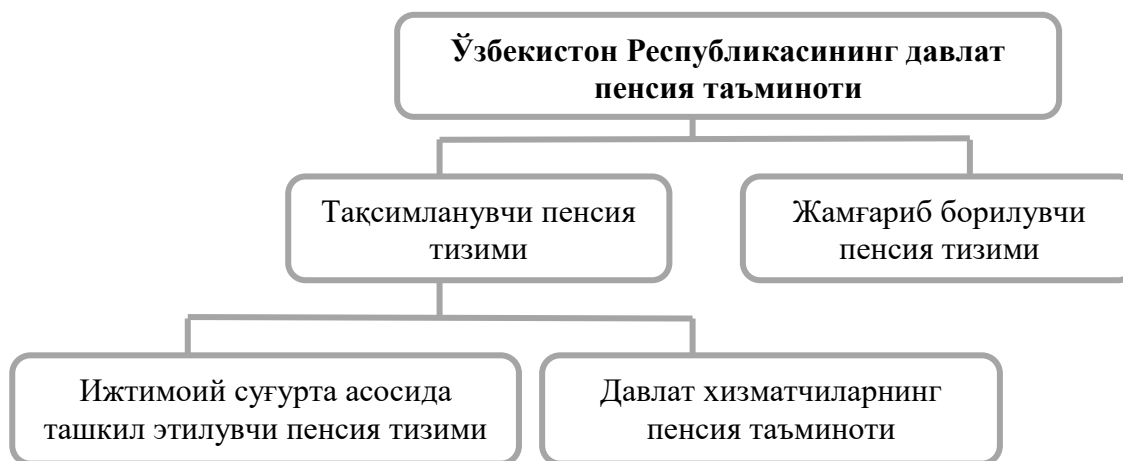 Ўзбекистон Республикасининг давлат
пенсия таъминоти
Тақсимланувчи пенсия
тизими
Жамғариб борилувчи
пенсия тизими
Ижтимоий суғурта асосида
ташкил этилувчи пенсия тизими
Давлат хизматчиларнинг
пенсия таъминоти